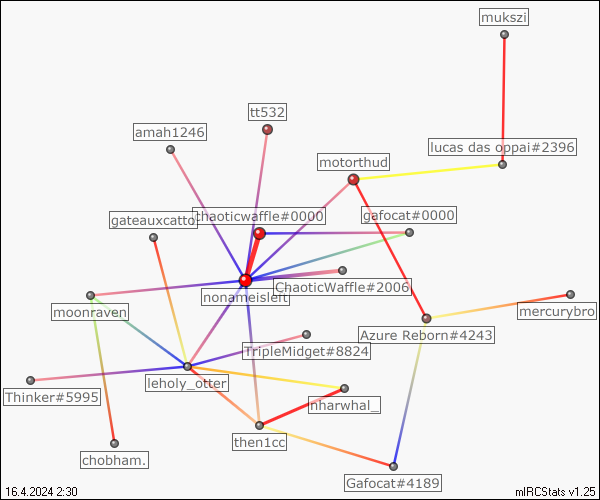 mukszi
tt532
amah1246
lucas das oppai#2396
motorthud
chaoticwaffle#0000
gafocat#0000
gateauxcatto
ChaoticWaffle#2006
nonameisleft
moonraven
mercurybro
Azure Reborn#4243
TripleMidget#8824
leholy_otter
Thinker#5995
nharwhal_
then1cc
chobham.
Gafocat#4189
16.4.2024 2:30
mIRCStats v1.25